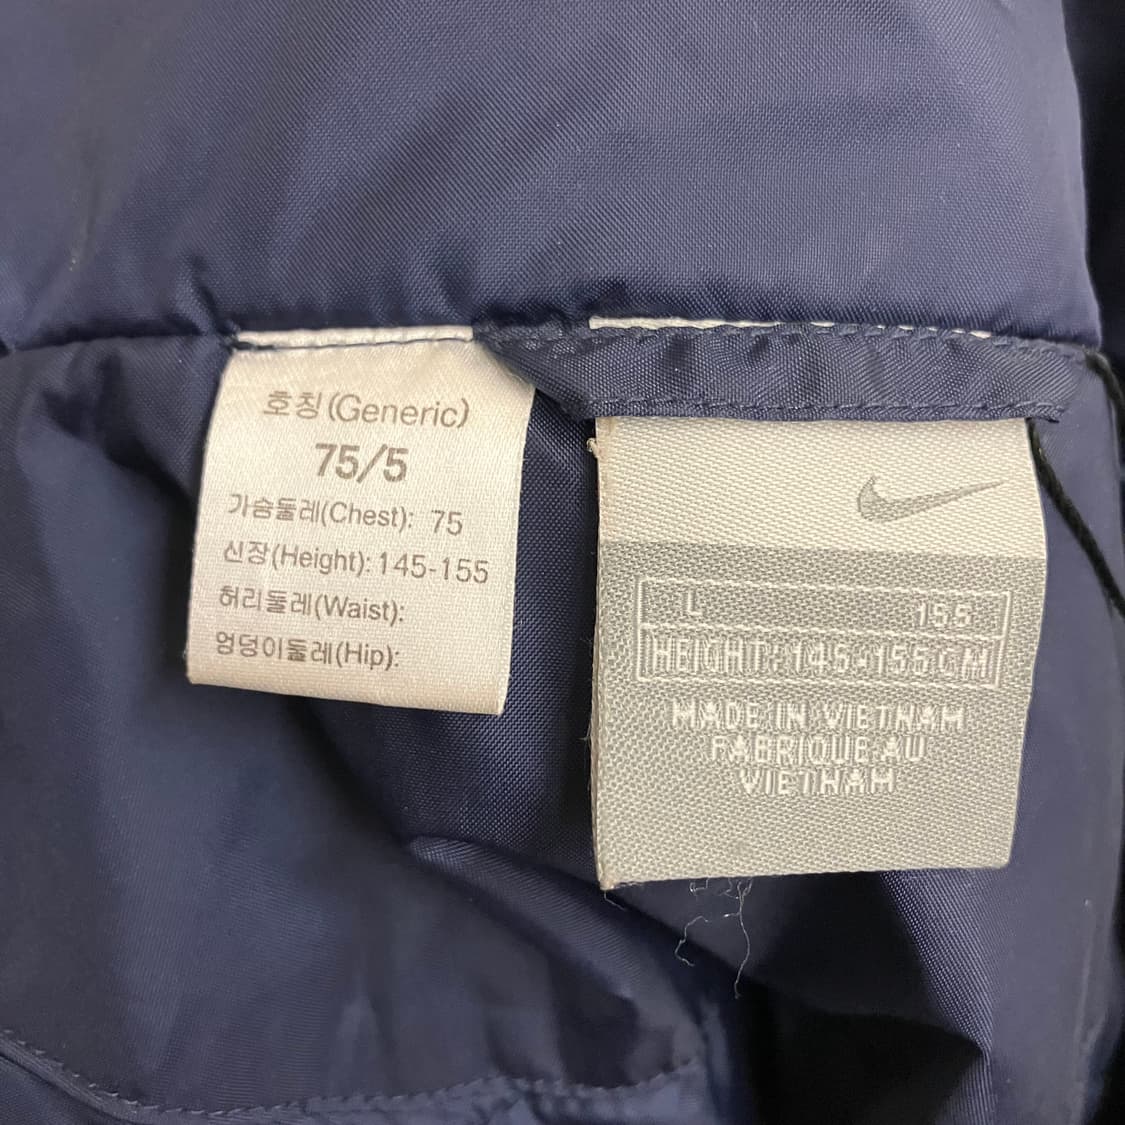 호칭(Generic)
75/5
가슴둘레(Chest): 75
신장(Height):145-155
허리둘레(Waist):
엉덩이둘레(Hip):
L 155
HEIGHT:145-155CM
MADE IN VIETNAM
FABRIQUE AU
VIETNAM